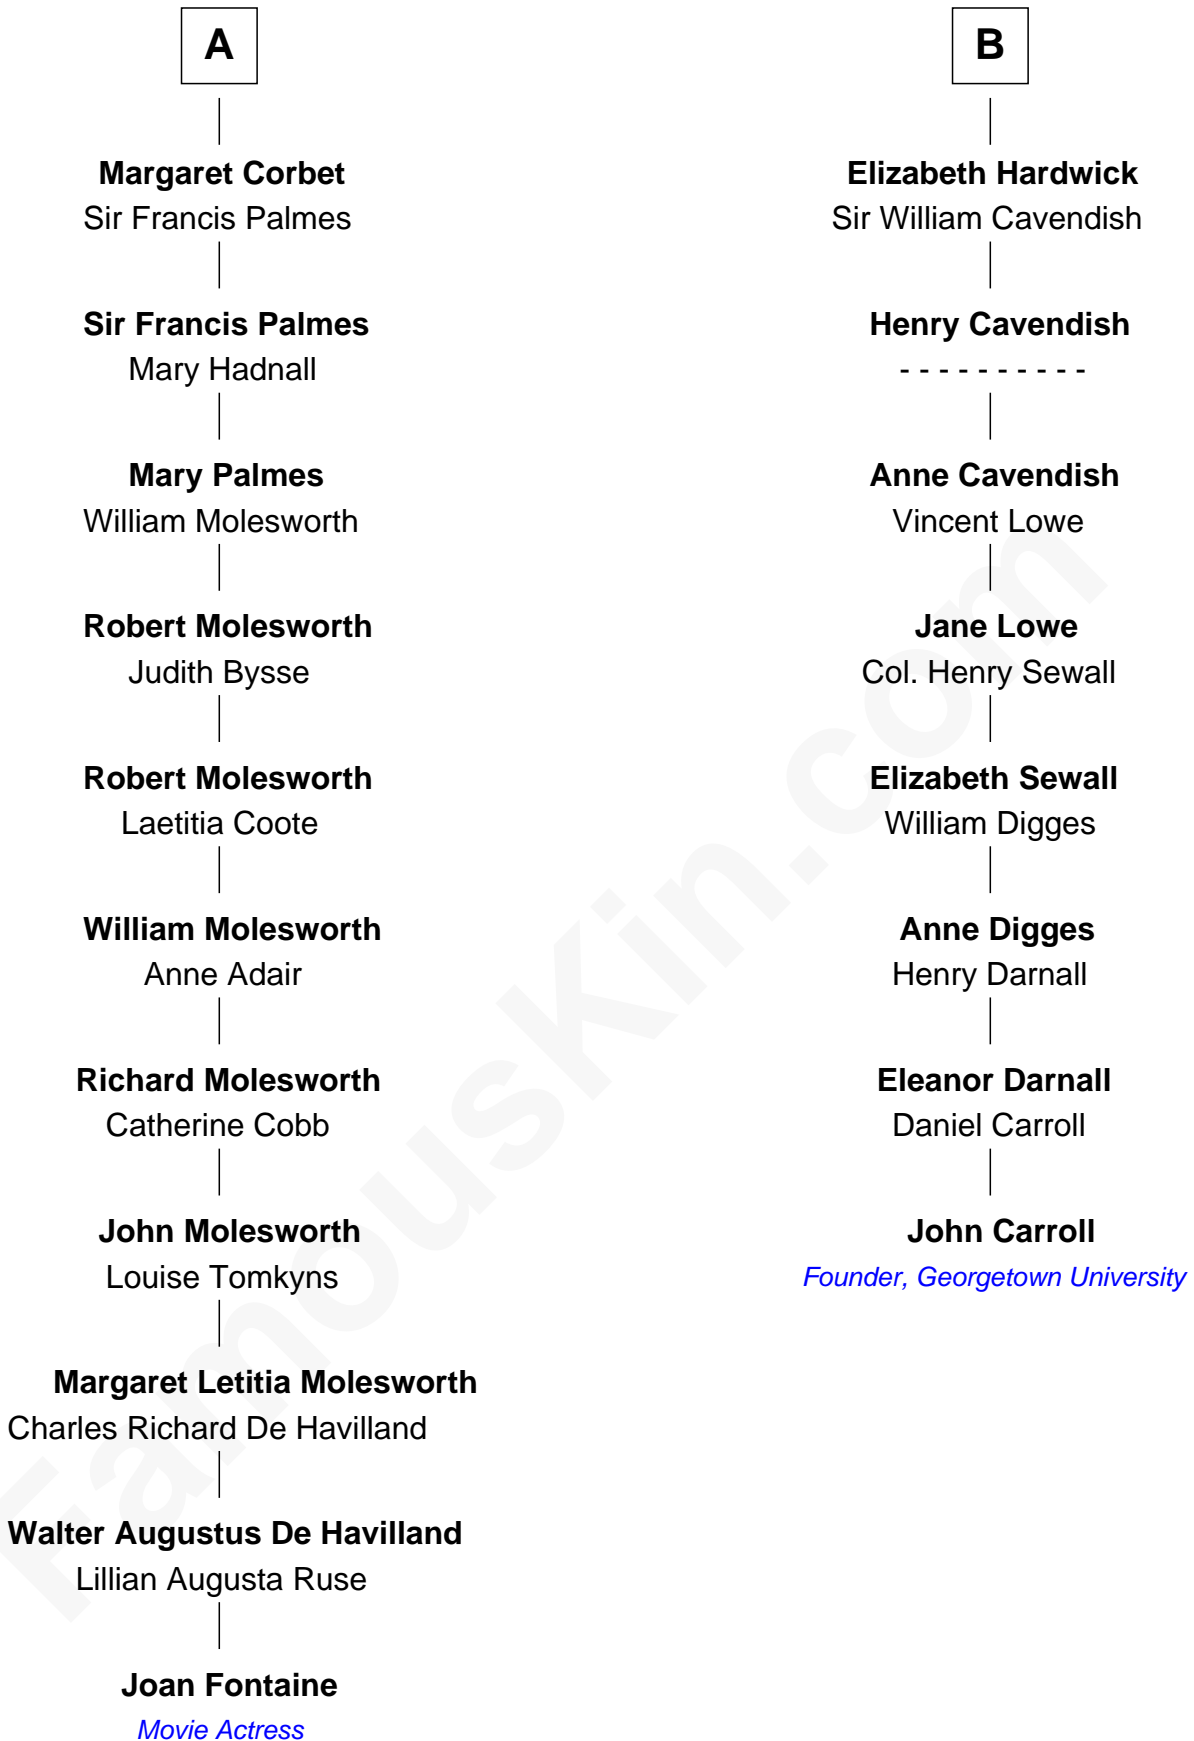 A
Margaret Corbet
Sir Francis Palmes
Sir Francis Palmes
Mary Hadnall
Mary Palmes
William Molesworth
Robert Molesworth
Judith Bysse
Robert Molesworth
Laetitia Coote
William Molesworth
Anne Adair
Richard Molesworth
Catherine Cobb
John Molesworth
Louise Tomkyns
Margaret Letitia Molesworth
Charles Richard De Havilland
Walter Augustus De Havilland
Lillian Augusta Ruse
Joan Fontaine
Movie Actress
B
Elizabeth Hardwick
Sir William Cavendish
Henry Cavendish
- - - - - - - - - -
Anne Cavendish
Vincent Lowe
Jane Lowe
Col. Henry Sewall
Elizabeth Sewall
William Digges
Anne Digges
Henry Darnall
Eleanor Darnall
Daniel Carroll
John Carroll
Founder, Georgetown University
FamousKin.com